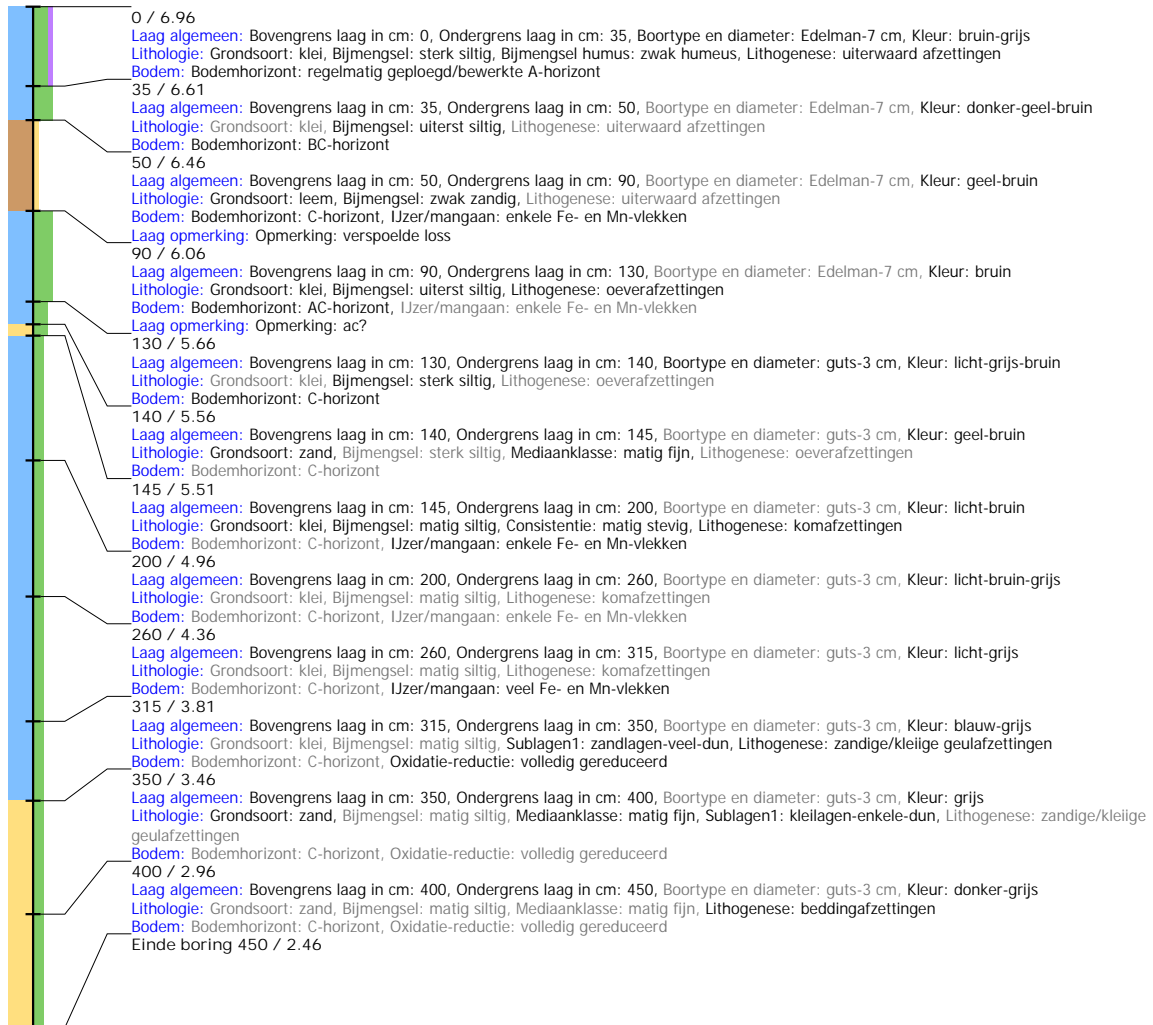 0 / 6.96
Laag algemeen: Bovengrens laag in cm: 0, Ondergrens laag in cm: 35, Boortype en diameter: Edelman-7 cm, Kleur: bruin-grijs
Lithologie: Grondsoort: klei, Bijmengsel: sterk siltig, Bijmengsel humus: zwak humeus, Lithogenese: uiterwaard afzettingen
Bodem: Bodemhorizont: regelmatig geploegd/bewerkte A-horizont
35 / 6.61
Laag algemeen: Bovengrens laag in cm: 35, Ondergrens laag in cm: 50, Boortype en diameter: Edelman-7 cm, Kleur: donker-geel-bruin
Lithologie: Grondsoort: klei, Bijmengsel: uiterst siltig, Lithogenese: uiterwaard afzettingen
Bodem: Bodemhorizont: BC-horizont
50 / 6.46
Laag algemeen: Bovengrens laag in cm: 50, Ondergrens laag in cm: 90, Boortype en diameter: Edelman-7 cm, Kleur: geel-bruin
Lithologie: Grondsoort: leem, Bijmengsel: zwak zandig, Lithogenese: uiterwaard afzettingen
Bodem: Bodemhorizont: C-horizont, IJzer/mangaan: enkele Fe- en Mn-vlekken
Laag opmerking: Opmerking: verspoelde loss
90 / 6.06
Laag algemeen: Bovengrens laag in cm: 90, Ondergrens laag in cm: 130, Boortype en diameter: Edelman-7 cm, Kleur: bruin
Lithologie: Grondsoort: klei, Bijmengsel: uiterst siltig, Lithogenese: oeverafzettingen
Bodem: Bodemhorizont: AC-horizont, IJzer/mangaan: enkele Fe- en Mn-vlekken
Laag opmerking: Opmerking: ac?
130 / 5.66
Laag algemeen: Bovengrens laag in cm: 130, Ondergrens laag in cm: 140, Boortype en diameter: guts-3 cm, Kleur: licht-grijs-bruin
Lithologie: Grondsoort: klei, Bijmengsel: sterk siltig, Lithogenese: oeverafzettingen
Bodem: Bodemhorizont: C-horizont
140 / 5.56
Laag algemeen: Bovengrens laag in cm: 140, Ondergrens laag in cm: 145, Boortype en diameter: guts-3 cm, Kleur: geel-bruin
Lithologie: Grondsoort: zand, Bijmengsel: sterk siltig, Mediaanklasse: matig fijn, Lithogenese: oeverafzettingen
Bodem: Bodemhorizont: C-horizont
145 / 5.51
Laag algemeen: Bovengrens laag in cm: 145, Ondergrens laag in cm: 200, Boortype en diameter: guts-3 cm, Kleur: licht-bruin
Lithologie: Grondsoort: klei, Bijmengsel: matig siltig, Consistentie: matig stevig, Lithogenese: komafzettingen
Bodem: Bodemhorizont: C-horizont, IJzer/mangaan: enkele Fe- en Mn-vlekken
200 / 4.96
Laag algemeen: Bovengrens laag in cm: 200, Ondergrens laag in cm: 260, Boortype en diameter: guts-3 cm, Kleur: licht-bruin-grijs
Lithologie: Grondsoort: klei, Bijmengsel: matig siltig, Lithogenese: komafzettingen
Bodem: Bodemhorizont: C-horizont, IJzer/mangaan: enkele Fe- en Mn-vlekken
260 / 4.36
Laag algemeen: Bovengrens laag in cm: 260, Ondergrens laag in cm: 315, Boortype en diameter: guts-3 cm, Kleur: licht-grijs
Lithologie: Grondsoort: klei, Bijmengsel: matig siltig, Lithogenese: komafzettingen
Bodem: Bodemhorizont: C-horizont, IJzer/mangaan: veel Fe- en Mn-vlekken
315 / 3.81
Laag algemeen: Bovengrens laag in cm: 315, Ondergrens laag in cm: 350, Boortype en diameter: guts-3 cm, Kleur: blauw-grijs
Lithologie: Grondsoort: klei, Bijmengsel: matig siltig, Sublagen1: zandlagen-veel-dun, Lithogenese: zandige/kleiige geulafzettingen
Bodem: Bodemhorizont: C-horizont, Oxidatie-reductie: volledig gereduceerd
350 / 3.46
Laag algemeen: Bovengrens laag in cm: 350, Ondergrens laag in cm: 400, Boortype en diameter: guts-3 cm, Kleur: grijs
Lithologie: Grondsoort: zand, Bijmengsel: matig siltig, Mediaanklasse: matig fijn, Sublagen1: kleilagen-enkele-dun, Lithogenese: zandige/kleiige
geulafzettingen
Bodem: Bodemhorizont: C-horizont, Oxidatie-reductie: volledig gereduceerd
400 / 2.96
Laag algemeen: Bovengrens laag in cm: 400, Ondergrens laag in cm: 450, Boortype en diameter: guts-3 cm, Kleur: donker-grijs
Lithologie: Grondsoort: zand, Bijmengsel: matig siltig, Mediaanklasse: matig fijn, Lithogenese: beddingafzettingen
Bodem: Bodemhorizont: C-horizont, Oxidatie-reductie: volledig gereduceerd
Einde boring 450 / 2.46